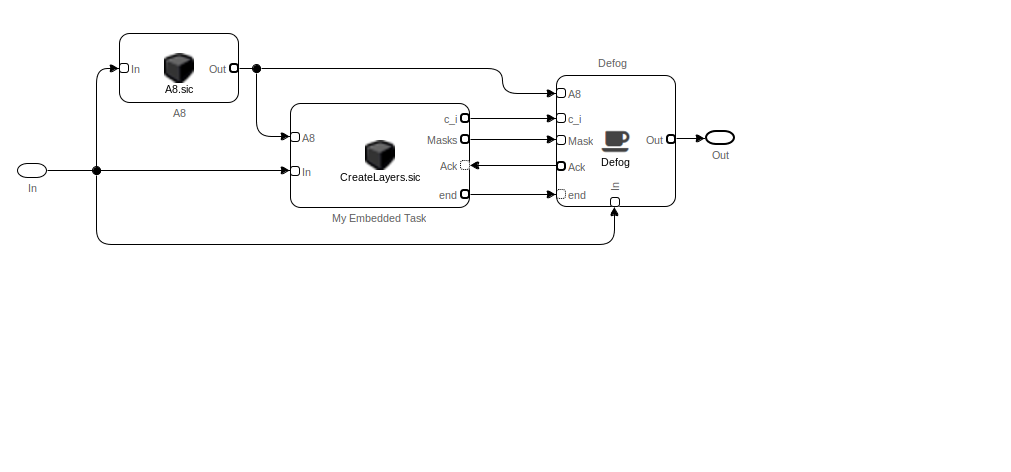 In
In
Out
A8.sic
A8
A8
In
c_i
Masks
Ack
end
CreateLayers.sic
My Embedded Task
Defog
A8
c_i
Mask
Ack
end
In
Out
Defog
Out